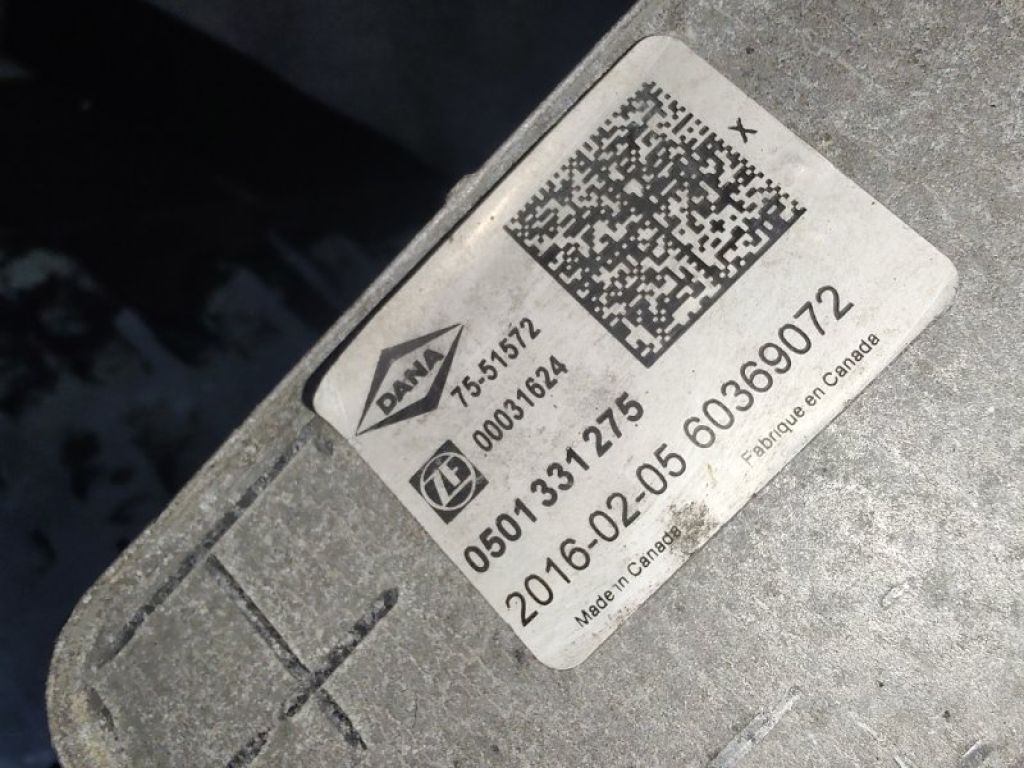 X
DANA
75-51572
00031624
ZF
0501 331 275
2016-02-05 60369072
Made in Canada Fabrique en Canada